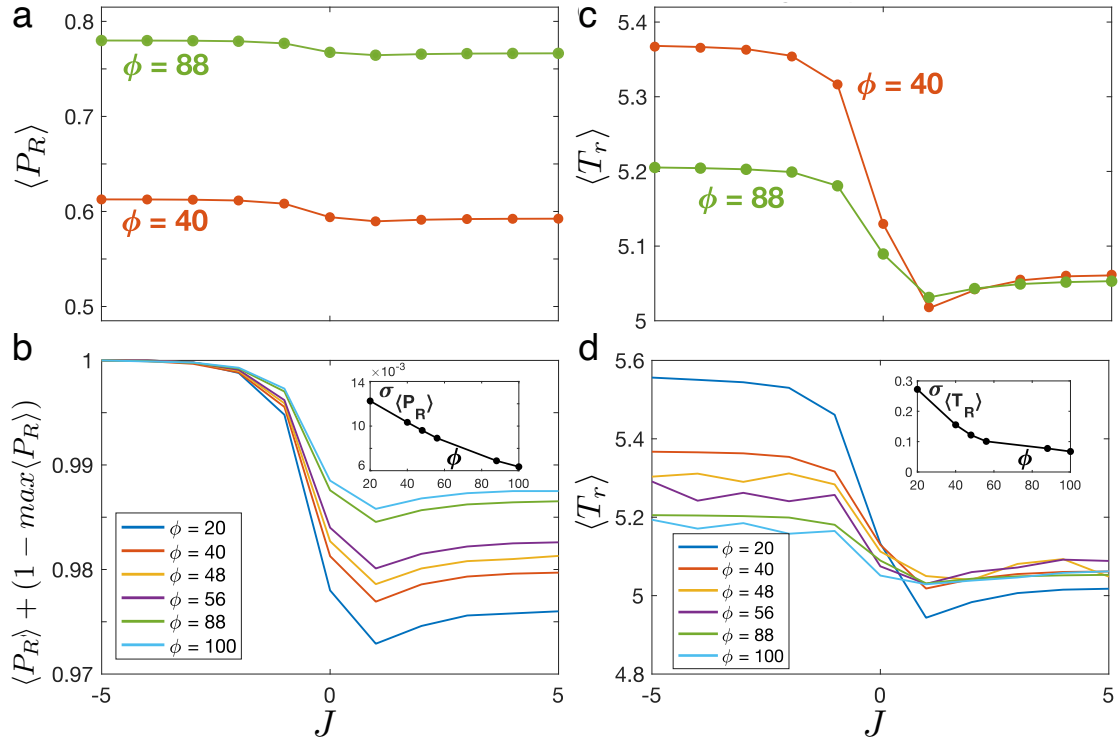 a
0.8
0.7
0.6
0.5
⟨P_R⟩
ϕ = 88
ϕ = 40
c
5.4
5.3
5.2
5.1
5
⟨T_r⟩
ϕ = 40
ϕ = 88
b
1
0.99
0.98
0.97
⟨P_R⟩ + (1 − max⟨P_R⟩)
-5
0
5
J
ϕ = 20
ϕ = 40
ϕ = 48
ϕ = 56
ϕ = 88
ϕ = 100
×10⁻³
14
10
6
σ⟨P_R⟩
ϕ
20 40 60 80 100
d
5.6
5.4
5.2
5
4.8
⟨T_r⟩
-5
0
5
J
ϕ = 20
ϕ = 40
ϕ = 48
ϕ = 56
ϕ = 88
ϕ = 100
0.3
0.2
0.1
0
σ⟨T_R⟩
ϕ
20 40 60 80 100